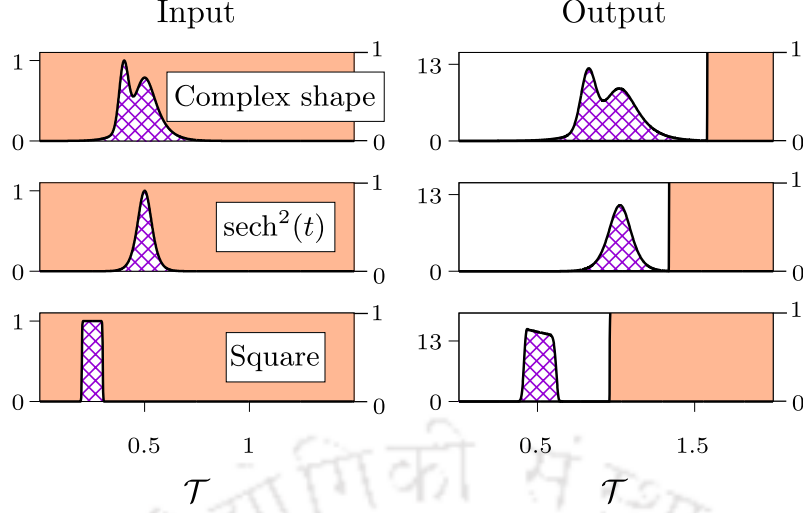 Input Output
1 1 13 1
Complex shape
0 0 0 0
1 1 13 1
sech²(t)
0 0 0 0
1 1 13 1
Square
0 0 0 0
0.5 1 0.5 1.5
𝒯 𝒯